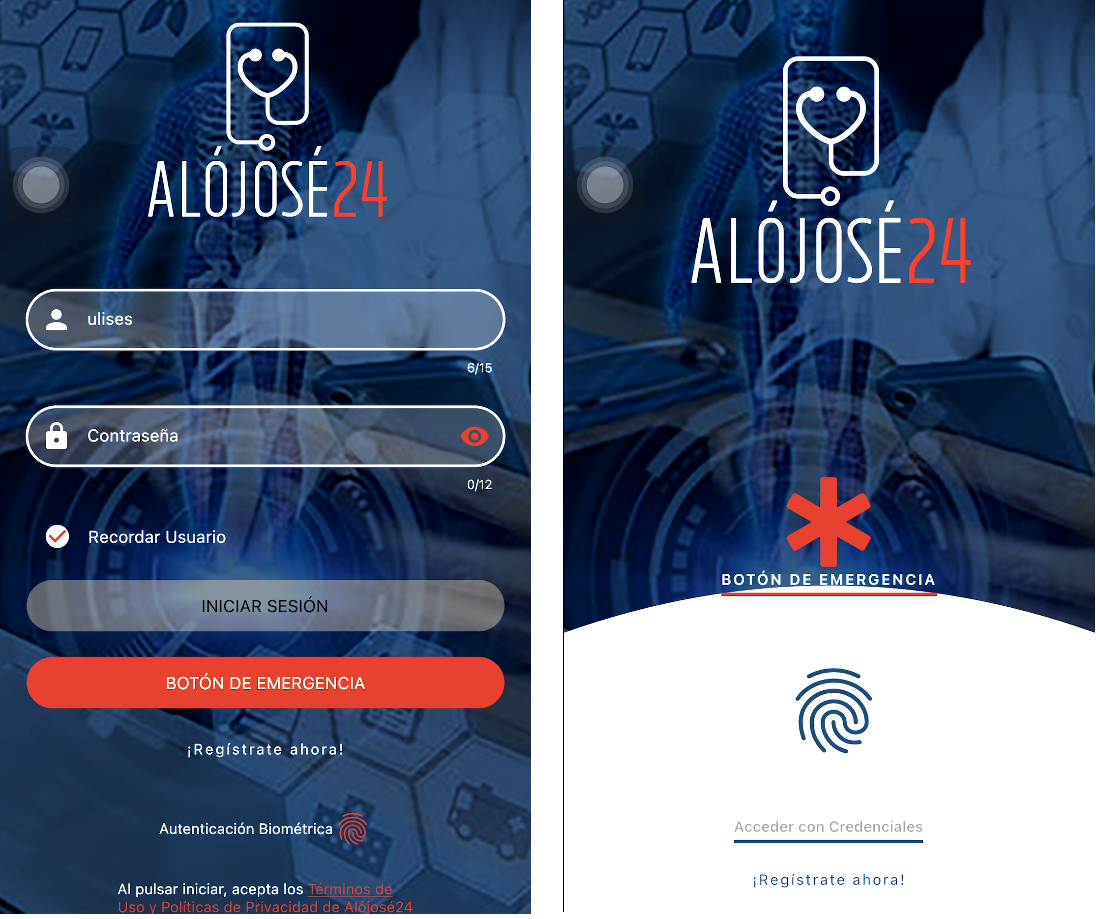 ALÓJOSÉ24
ulises
6/15
Contraseña
0/12
Recordar Usuario
INICIAR SESIÓN
BOTÓN DE EMERGENCIA
¡Regístrate ahora!
Autenticación Biométrica
Al pulsar iniciar, acepta los Términos de
Uso y Políticas de Privacidad de Alójosé24
ALÓJOSÉ24
BOTÓN DE EMERGENCIA
Acceder con Credenciales
¡Regístrate ahora!